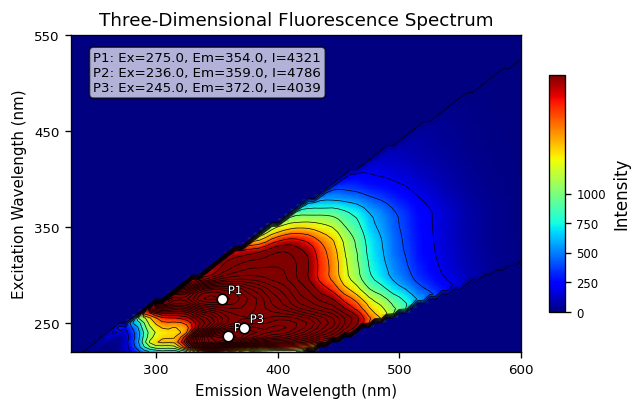 Three-Dimensional Fluorescence Spectrum
P1: Ex=275.0, Em=354.0, I=4321
P2: Ex=236.0, Em=359.0, I=4786
P3: Ex=245.0, Em=372.0, I=4039
550
450
350
250
Excitation Wavelength (nm)
P1
P3
300
400
500
600
Emission Wavelength (nm)
1000
750
500
250
0
Intensity